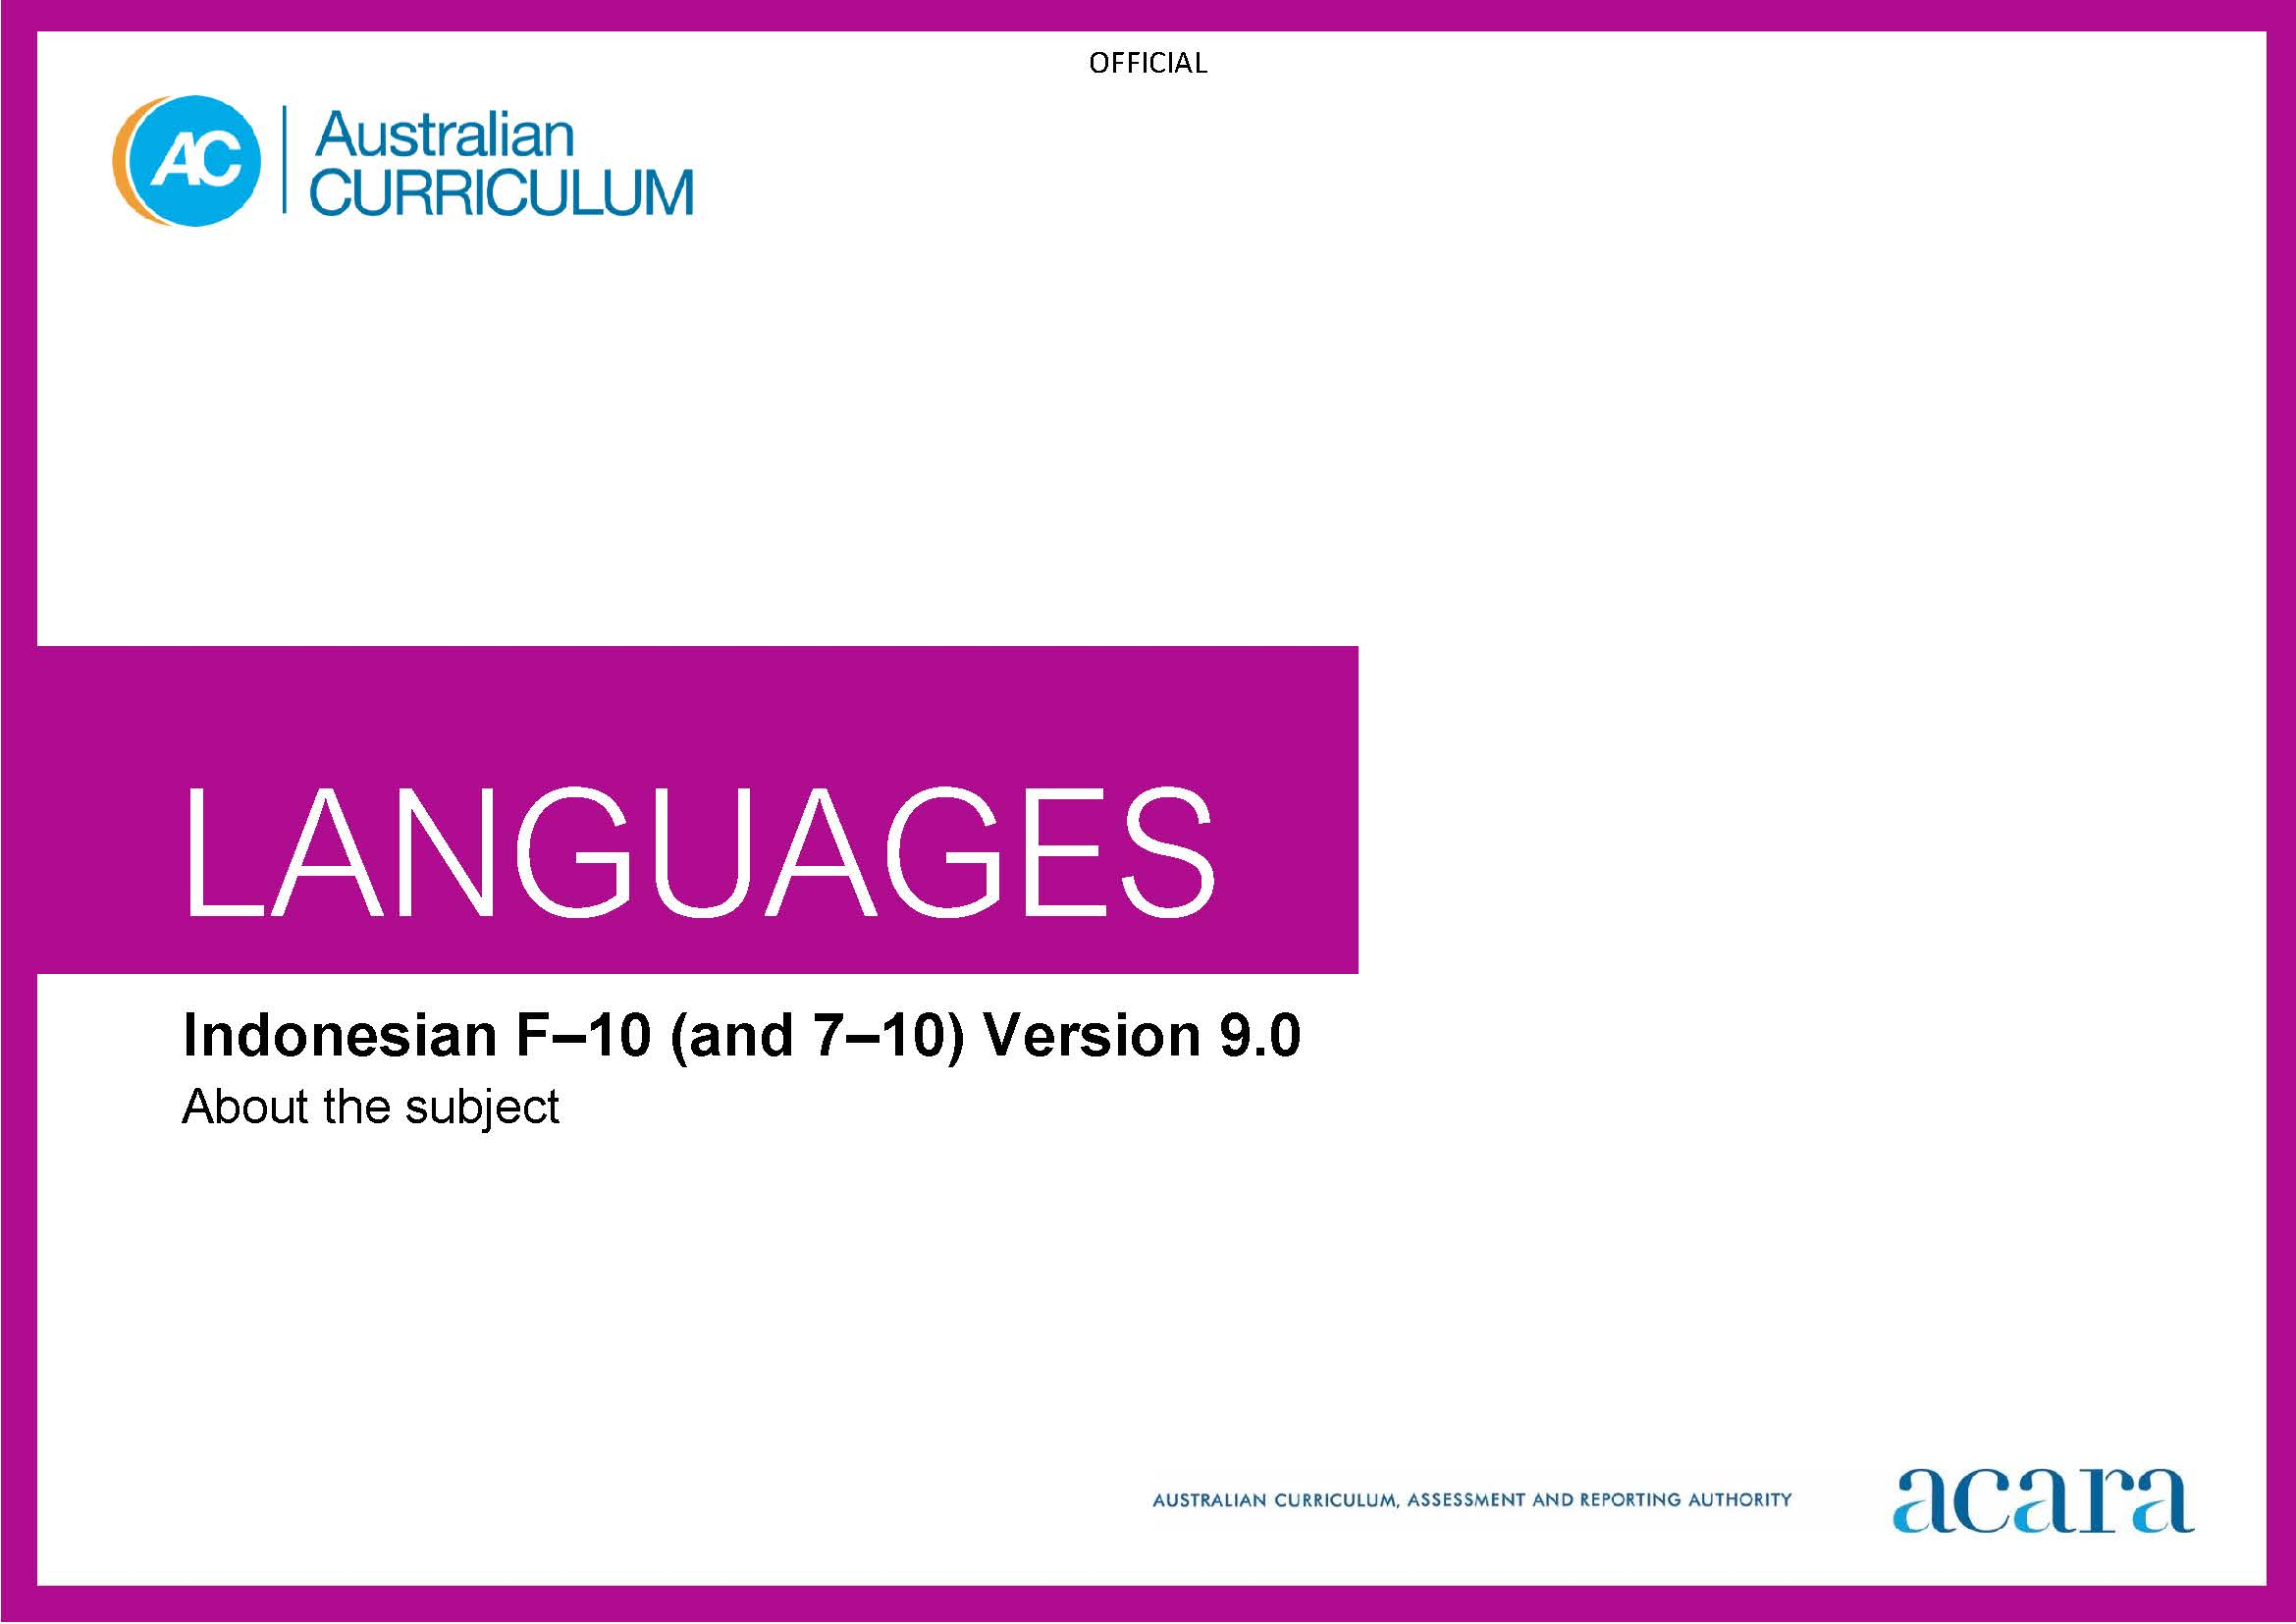 OFFICIAL
AC
Australian
CURRICULUM
LANGUAGES
Indonesian F–10 (and 7–10) Version 9.0
About the subject
AUSTRALIAN CURRICULUM, ASSESSMENT AND REPORTING AUTHORITY
acara